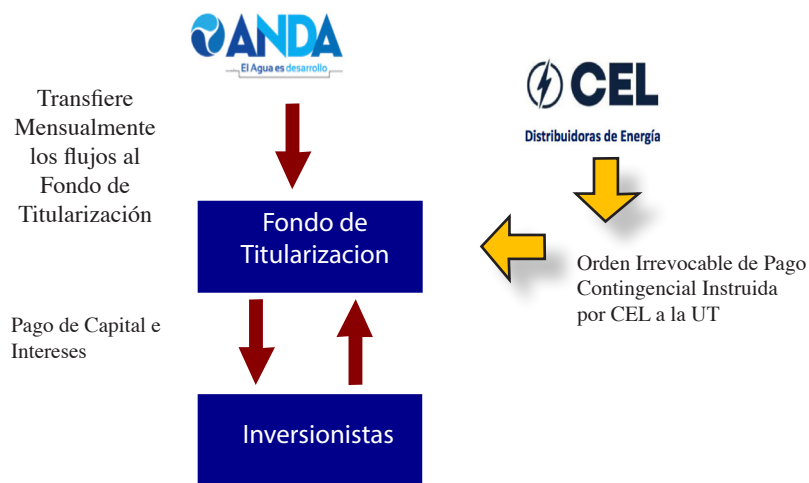 ANDA
El Agua es desarrollo
CEL
Distribuidoras de Energía
Transfiere
Mensualmente
los flujos al
Fondo de
Titularización
Fondo de
Titularizacion
Orden Irrevocable de Pago
Contingencial Instruida
por CEL a la UT
Pago de Capital e
Intereses
Inversionistas